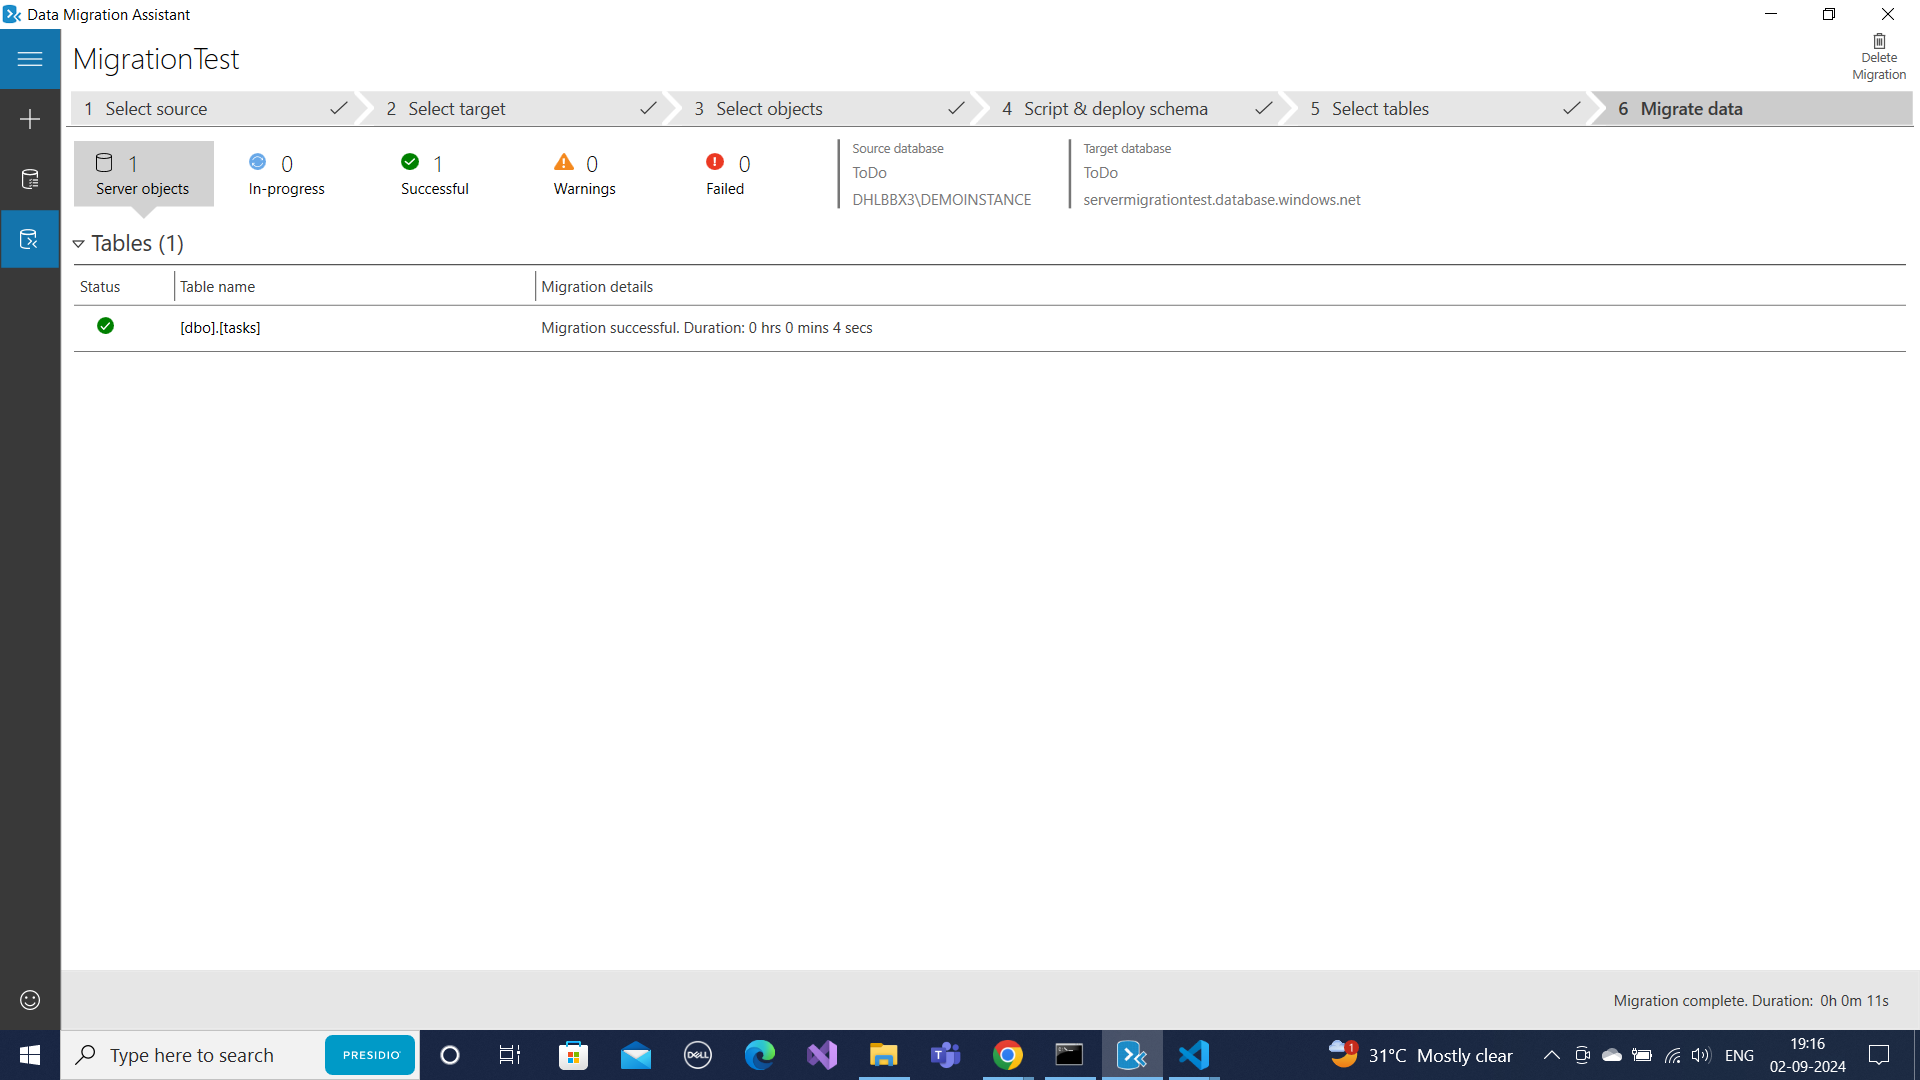 Data Migration Assistant
MigrationTest
Delete
Migration
1 Select source
2 Select target
3 Select objects
4 Script & deploy schema
5 Select tables
6 Migrate data
1
Server objects
0
In-progress
1
Successful
0
Warnings
0
Failed
Source database
ToDo
DHLBBX3\DEMOINSTANCE
Target database
ToDo
servermigrationtest.database.windows.net
Tables (1)
Status Table name Migration details
[dbo].[tasks] Migration successful. Duration: 0 hrs 0 mins 4 secs
Migration complete. Duration: 0h 0m 11s
Type here to search
PRESIDIO
DELL
1
31°C Mostly clear
ENG
19:16
02-09-2024